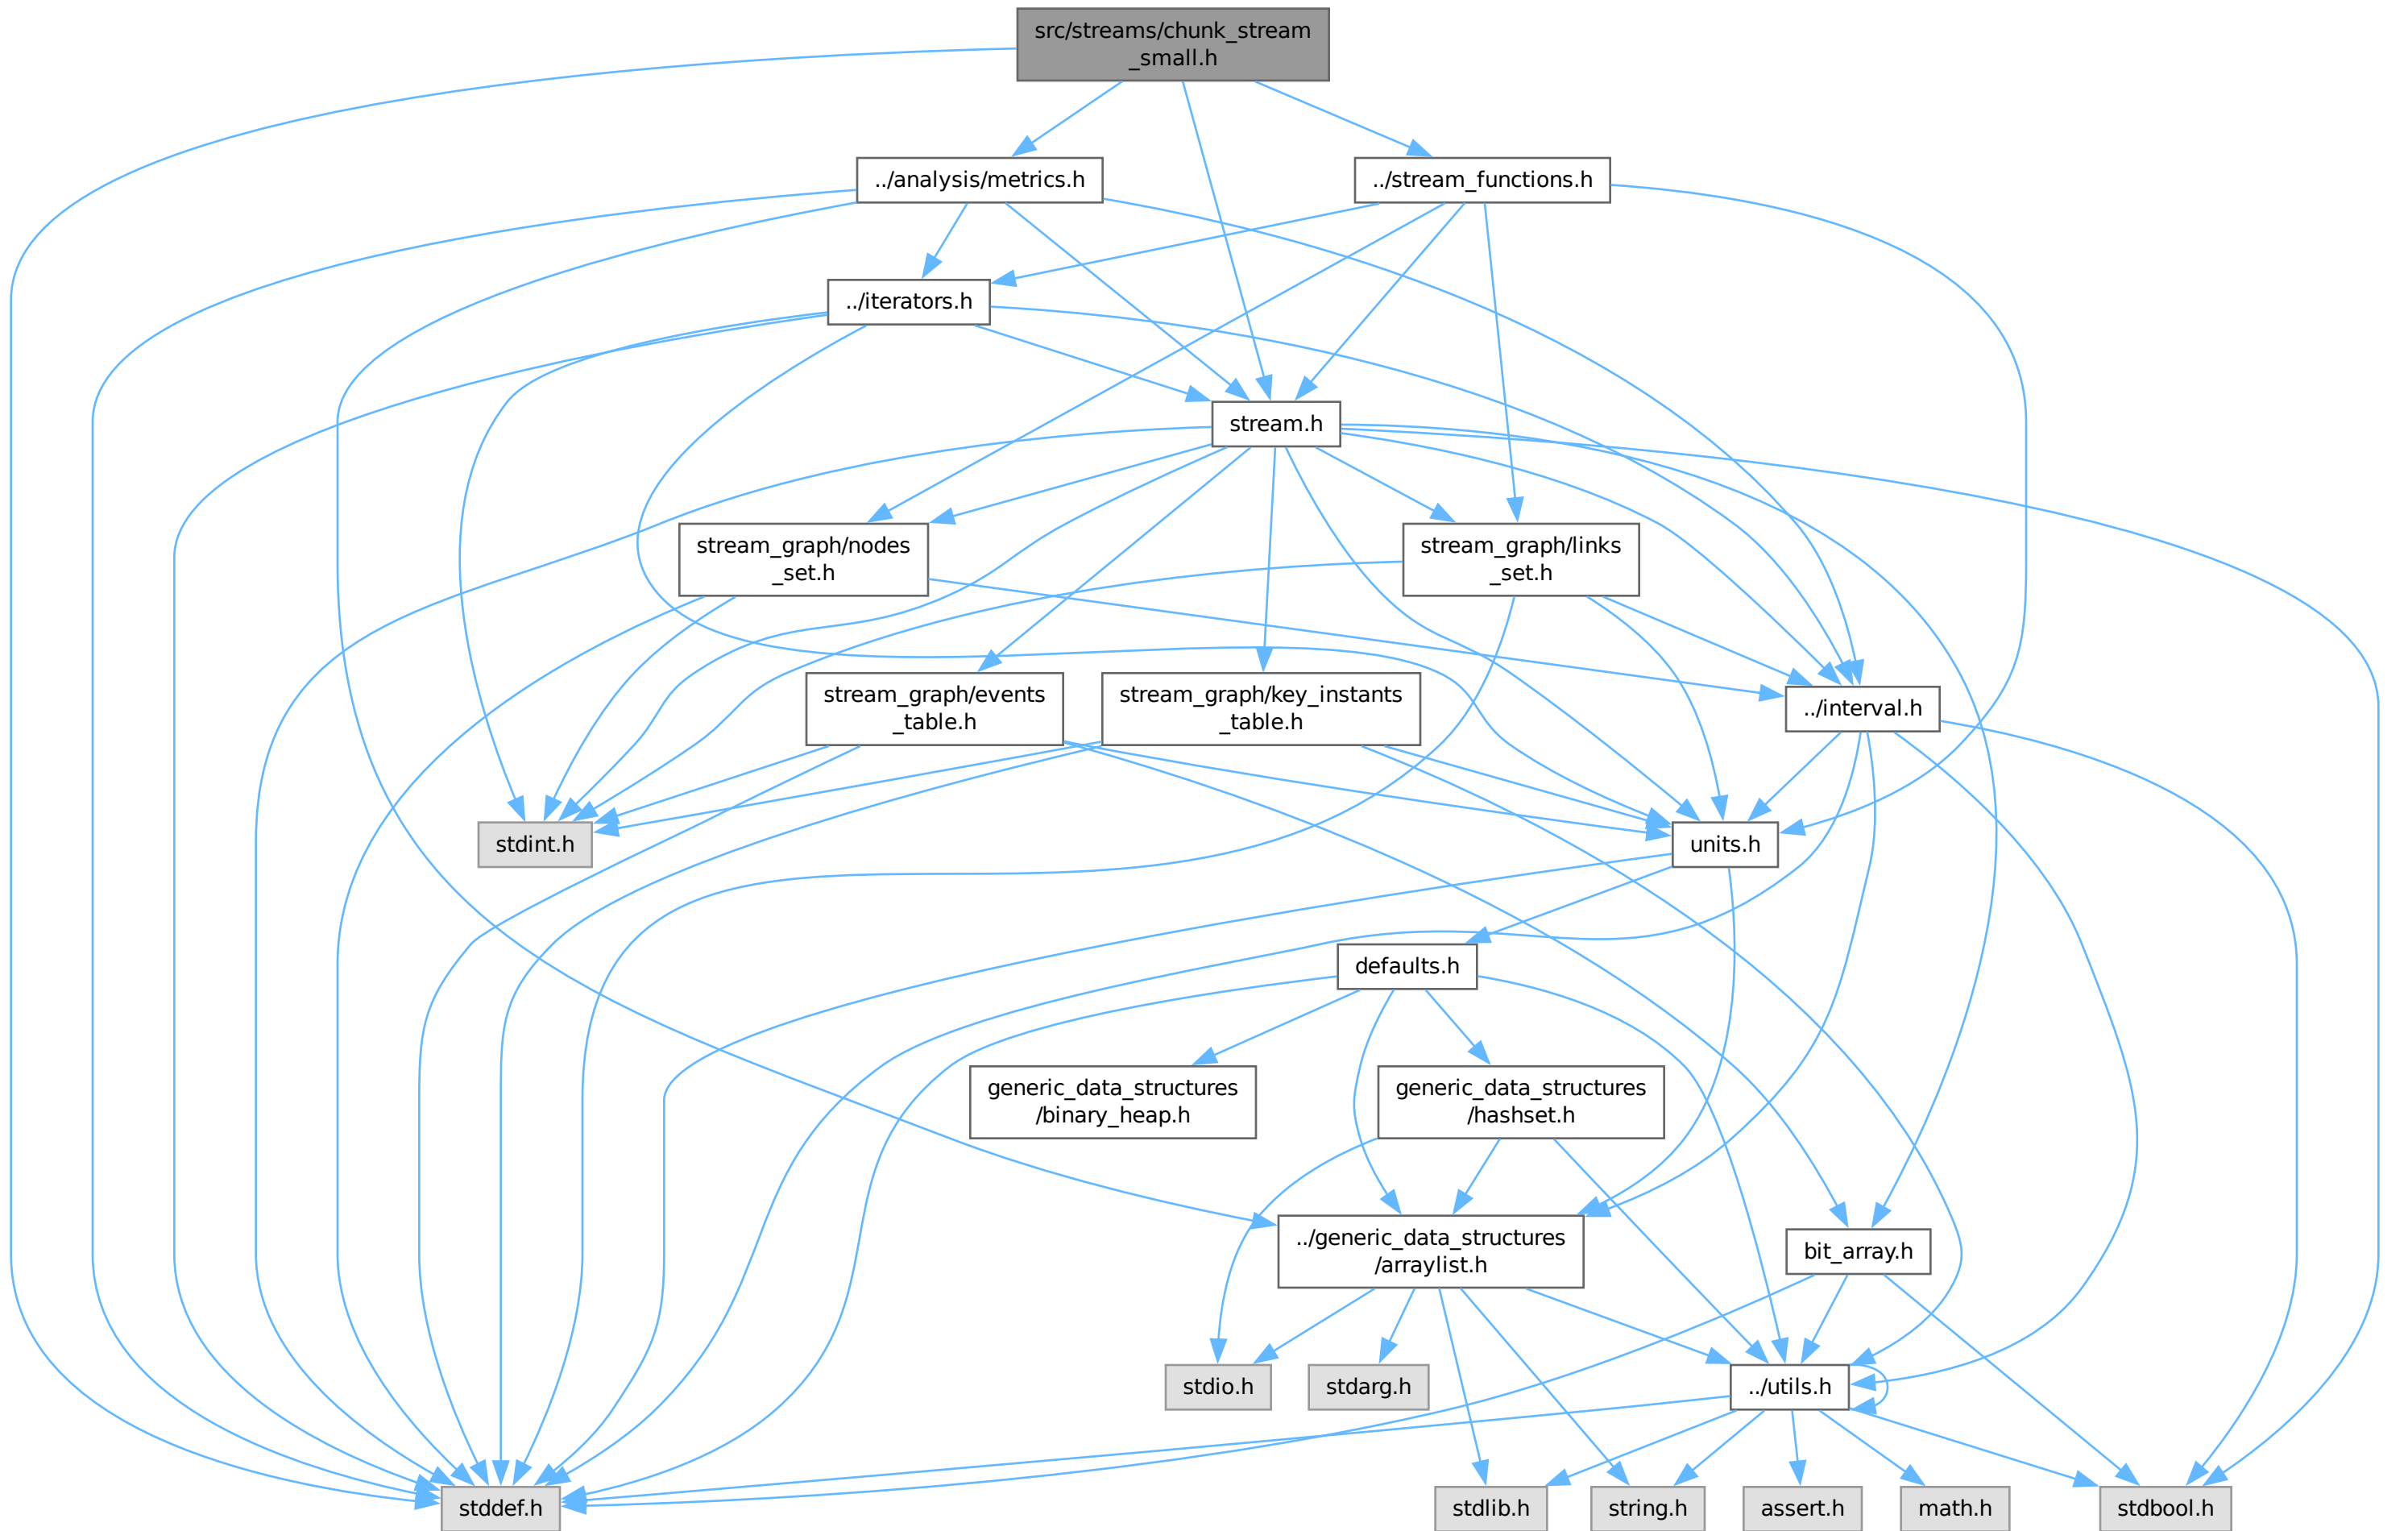 src/streams/chunk_stream
_small.h
../analysis/metrics.h
../stream_functions.h
../iterators.h
stream.h
stream_graph/nodes
_set.h
stream_graph/links
_set.h
stream_graph/events
_table.h
stream_graph/key_instants
_table.h
../interval.h
stdint.h
units.h
defaults.h
generic_data_structures
/binary_heap.h
generic_data_structures
/hashset.h
../generic_data_structures
/arraylist.h
bit_array.h
stdio.h
stdarg.h
../utils.h
stddef.h
stdlib.h
string.h
assert.h
math.h
stdbool.h